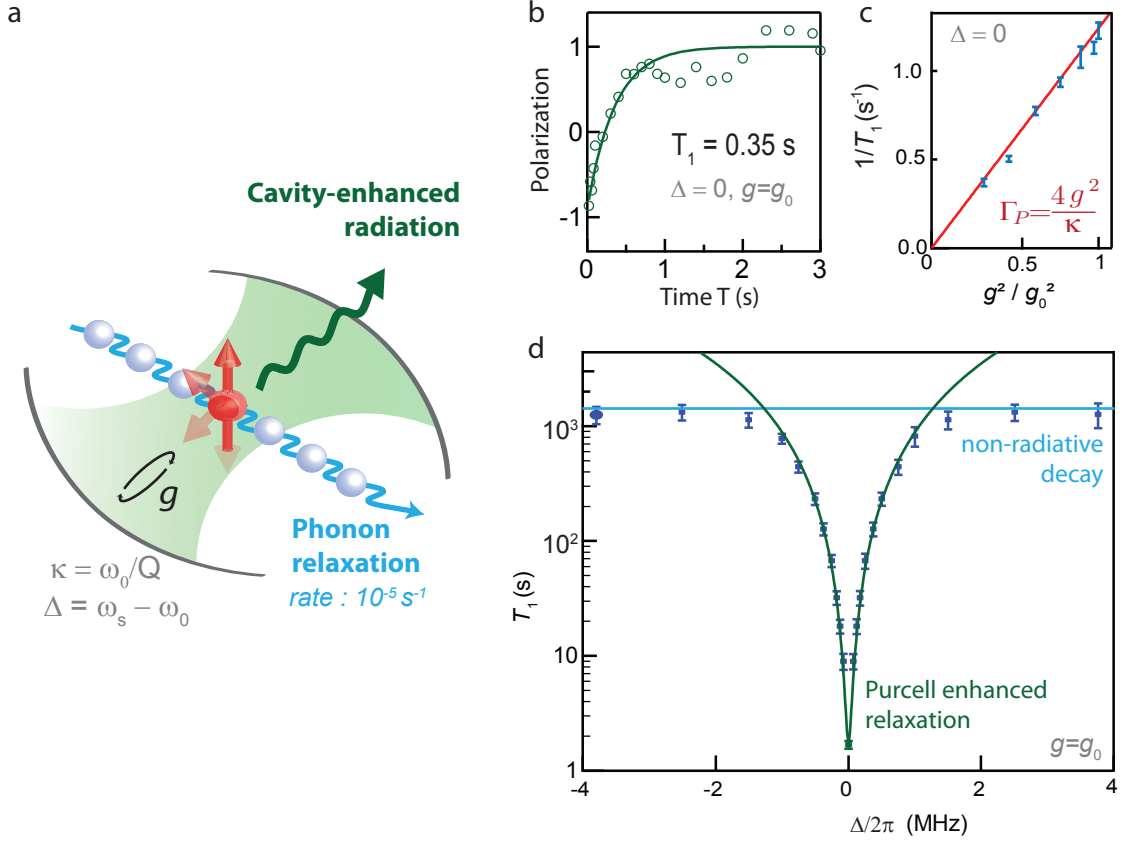 a
Cavity-enhanced
radiation
g
Phonon
relaxation
rate : 10⁻⁵ s⁻¹
κ = ω₀/Q
Δ = ωₛ − ω₀
b
Polarization
1
0
-1
T₁ = 0.35 s
Δ=0, g=g₀
0
1
2
3
Time T (s)
c
Δ=0
1/T₁ (s⁻¹)
1.0
0.5
0.0
Γ_P=4g²/κ
0
0.5
1
g² / g₀²
d
T₁ (s)
10³
10²
10
1
non-radiative
decay
Purcell enhanced
relaxation
g=g₀
-4
-2
0
2
4
Δ/2π (MHz)